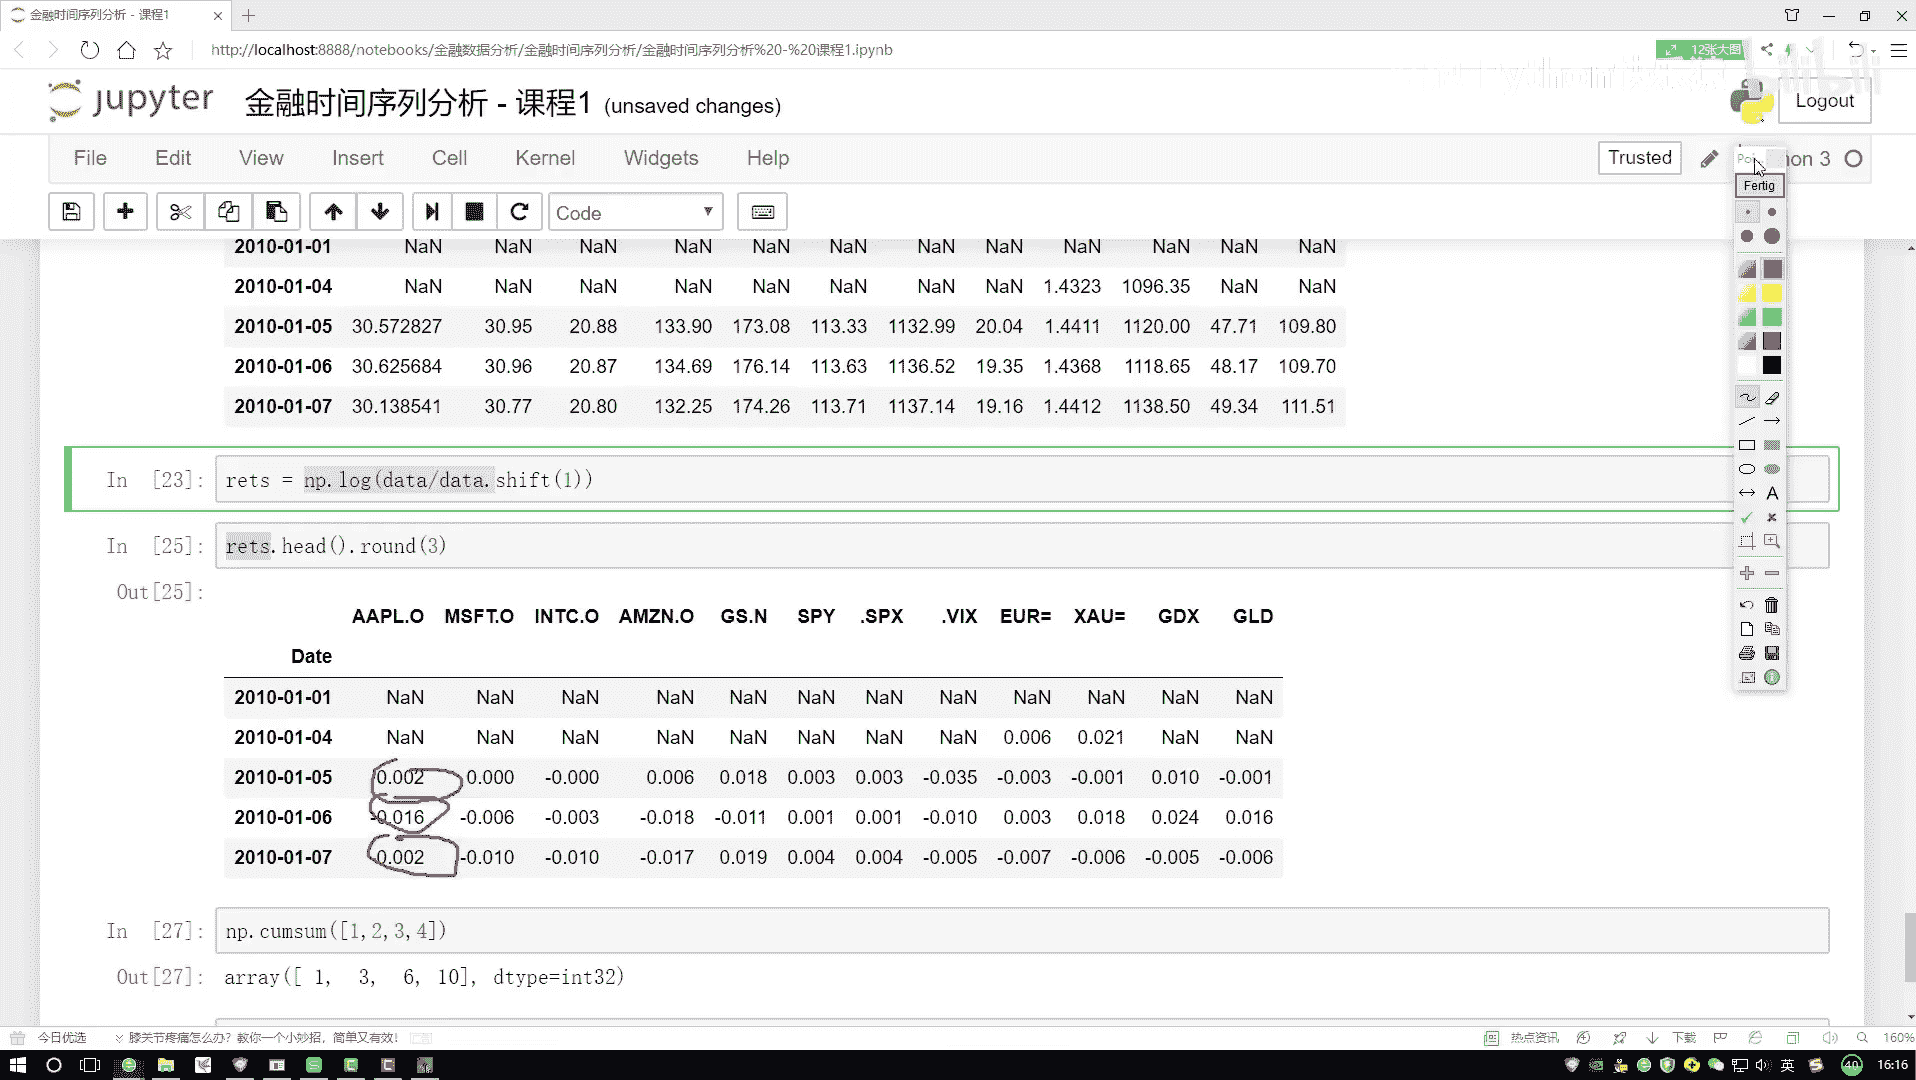 金融时间序列分析 - 课程1
http://localhost:8888/notebooks/金融数据分析/金融时间序列分析/金融时间序列分析%20-%20课程1.ipynb
12张大图
jupyter 金融时间序列分析 - 课程1 (unsaved changes)
bilibili
Logout
File Edit View Insert Cell Kernel Widgets Help
Trusted
Fertig
Code
2010-01-01 NaN NaN NaN NaN NaN NaN NaN NaN NaN NaN NaN NaN
2010-01-04 NaN NaN NaN NaN NaN NaN NaN NaN 1.4323 1096.35 NaN NaN
2010-01-05 30.572827 30.95 20.88 133.90 173.08 113.33 1132.99 20.04 1.4411 1120.00 47.71 109.80
2010-01-06 30.625684 30.96 20.87 134.69 176.14 113.63 1136.52 19.35 1.4368 1118.65 48.17 109.70
2010-01-07 30.138541 30.77 20.80 132.25 174.26 113.71 1137.14 19.16 1.4412 1138.50 49.34 111.51
In [23]: rets = np.log(data/data.shift(1))
In [25]: rets.head().round(3)
Out[25]:
AAPL.O MSFT.O INTC.O AMZN.O GS.N SPY .SPX .VIX EUR= XAU= GDX GLD
Date
2010-01-01 NaN NaN NaN NaN NaN NaN NaN NaN NaN NaN NaN NaN
2010-01-04 NaN NaN NaN NaN NaN NaN NaN NaN 0.006 0.021 NaN NaN
2010-01-05 0.002 0.000 -0.000 0.006 0.018 0.003 0.003 -0.035 -0.003 -0.001 0.010 -0.001
2010-01-06 -0.016 -0.006 -0.003 -0.018 -0.011 0.001 0.001 -0.010 0.003 0.018 0.024 0.016
2010-01-07 0.002 -0.010 -0.010 -0.017 0.019 0.004 0.004 -0.005 -0.007 -0.006 -0.005 -0.006
In [27]: np.cumsum([1,2,3,4])
Out[27]: array([ 1, 3, 6, 10], dtype=int32)
今日优选 膝关节疼痛怎么办？教你一个小妙招，简单又有效！ 热点资讯 下载 160%
英 40 16:16